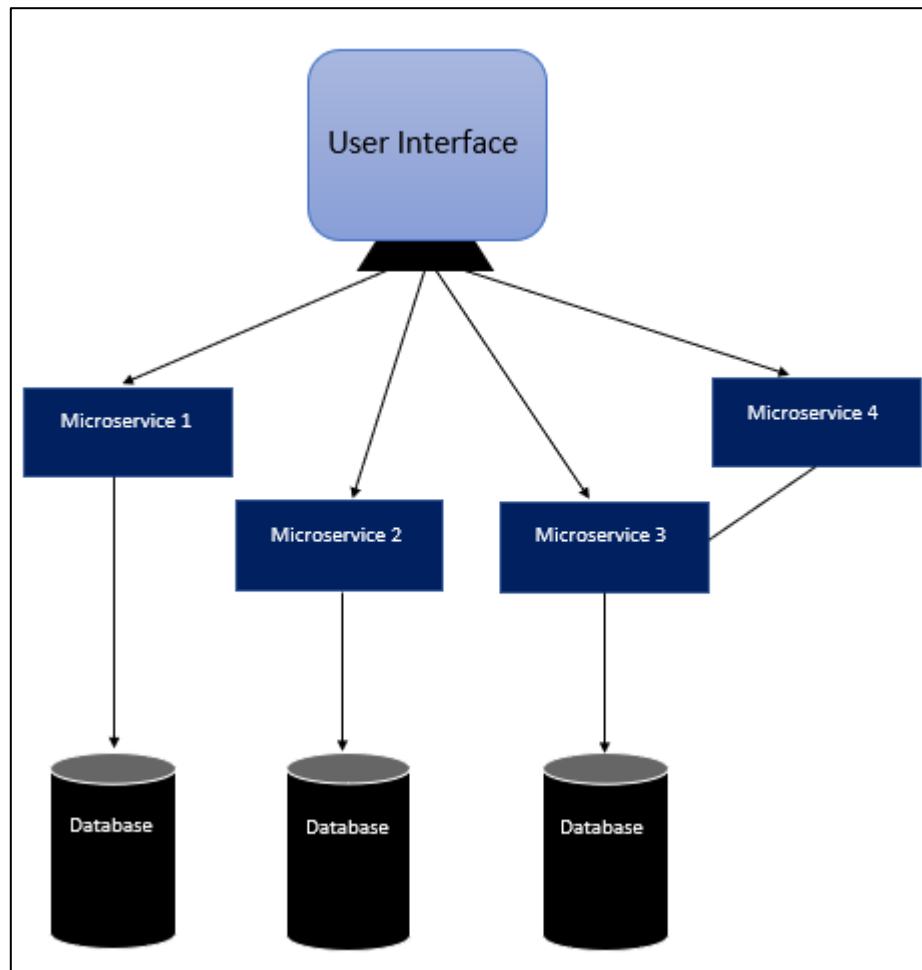 User Interface
Microservice 1
Microservice 4
Microservice 2
Microservice 3
Database
Database
Database